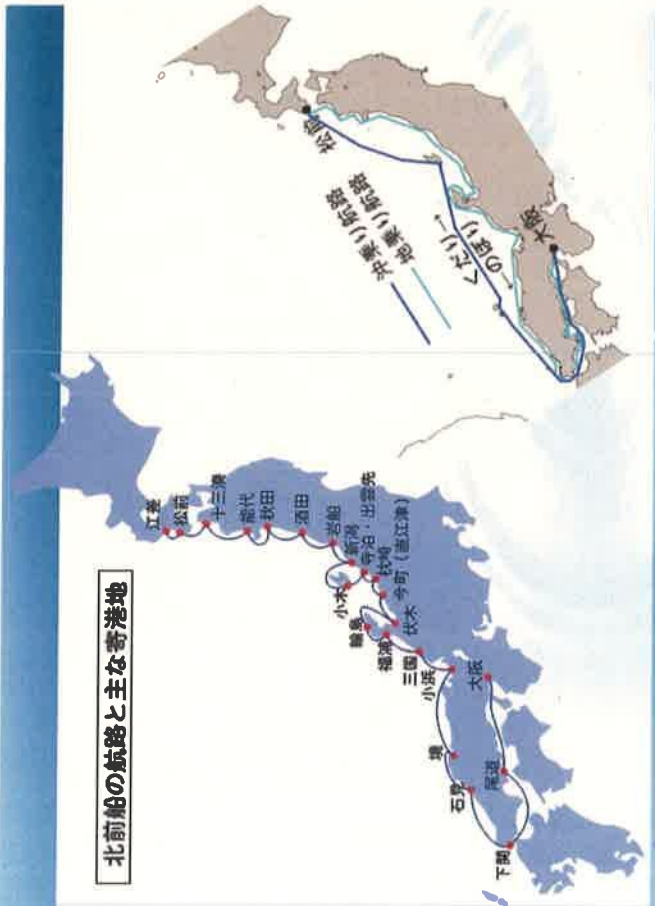 北前船の航路と主な寄港地
江差
松前
十三湊
能代
秋田
酒田
岩船
新潟
寺泊・出雲先
枕崎
今町（直江津）
小木
伏木
輪島
福浦
三國
小浜
境
石見
下関
尾道
大阪
沖乗り航路
地乗り航路
くだり→
←のぼり
松前
大阪